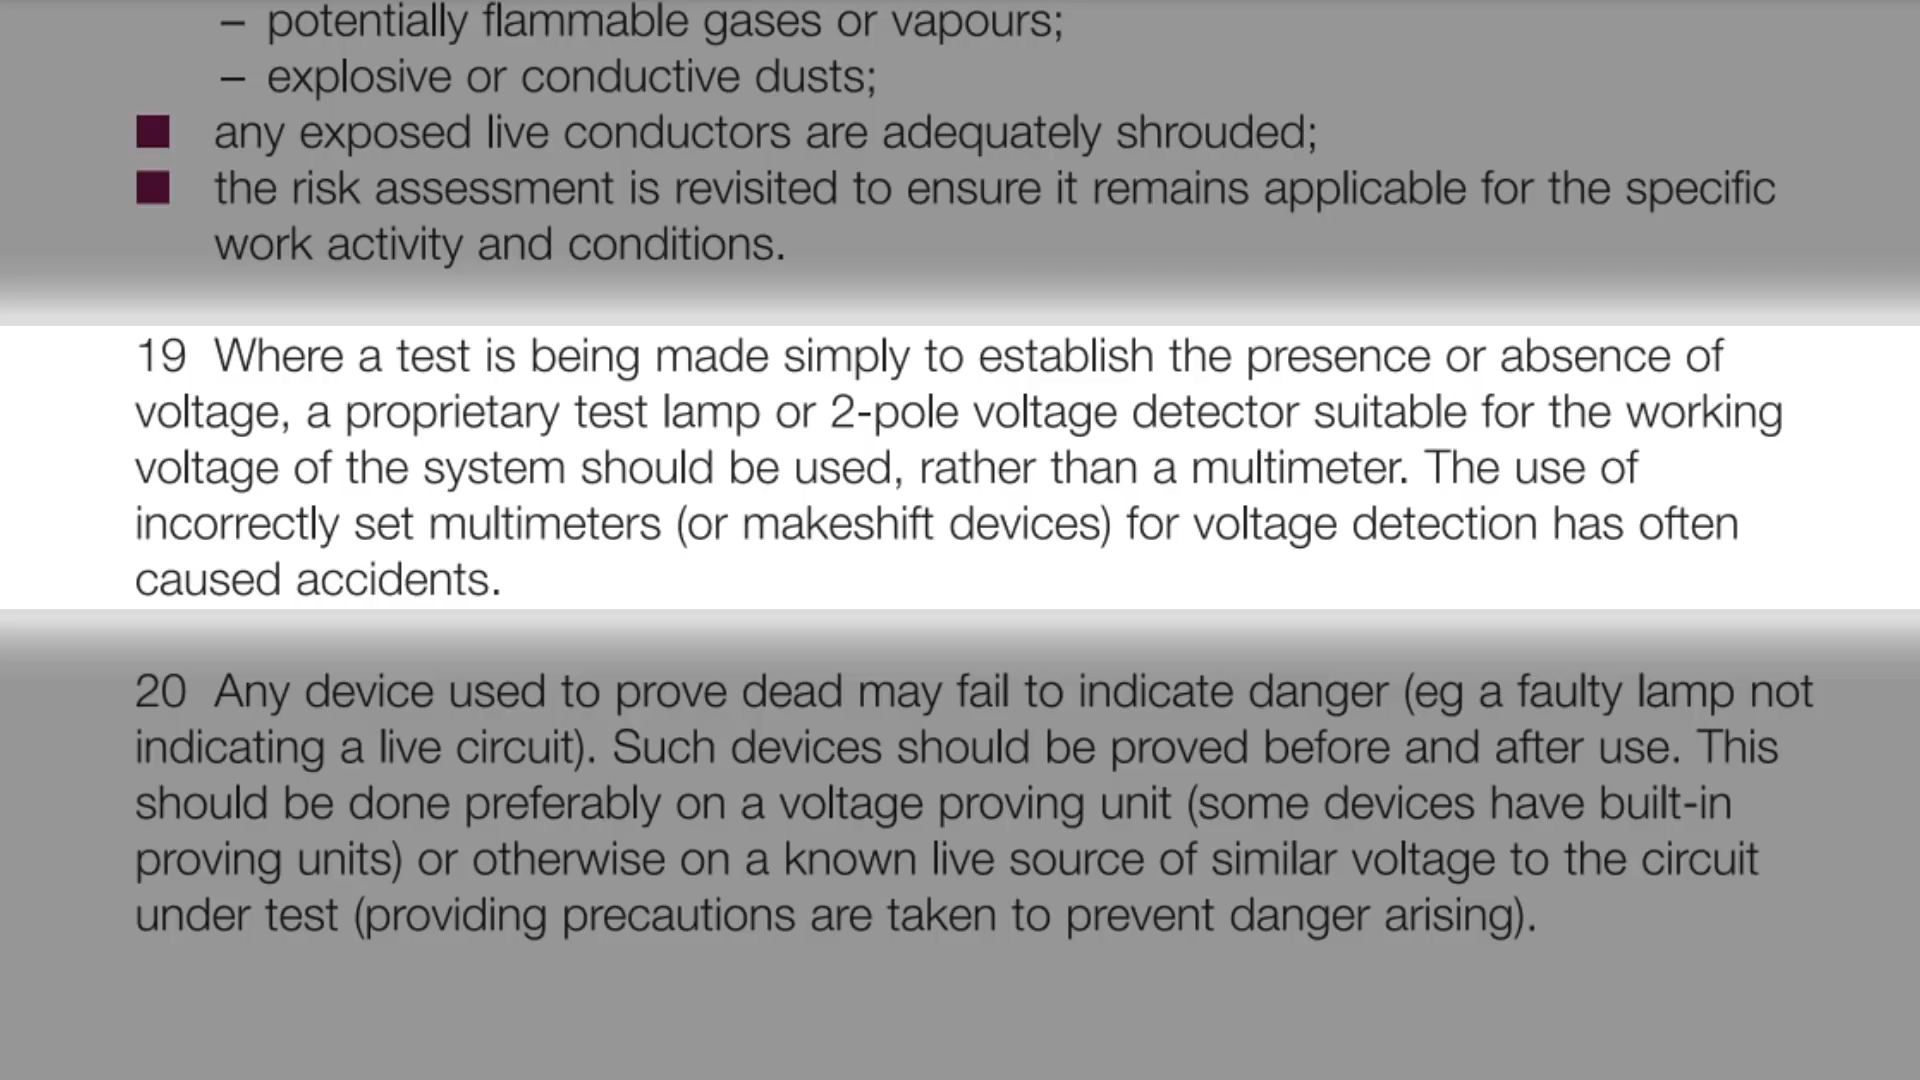 – potentially flammable gases or vapours;
– explosive or conductive dusts;
any exposed live conductors are adequately shrouded;
the risk assessment is revisited to ensure it remains applicable for the specific
work activity and conditions.
19 Where a test is being made simply to establish the presence or absence of
voltage, a proprietary test lamp or 2-pole voltage detector suitable for the working
voltage of the system should be used, rather than a multimeter. The use of
incorrectly set multimeters (or makeshift devices) for voltage detection has often
caused accidents.
20 Any device used to prove dead may fail to indicate danger (eg a faulty lamp not
indicating a live circuit). Such devices should be proved before and after use. This
should be done preferably on a voltage proving unit (some devices have built-in
proving units) or otherwise on a known live source of similar voltage to the circuit
under test (providing precautions are taken to prevent danger arising).